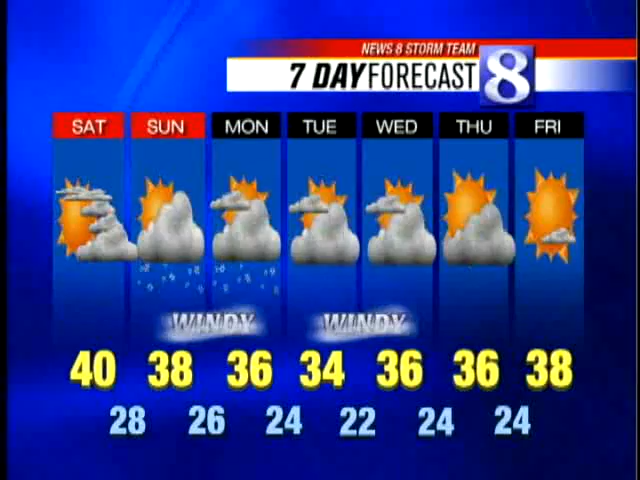 NEWS 8 STORM TEAM
7 DAY FORECAST 8
SAT SUN MON TUE WED THU FRI
WINDY WINDY
40 38 36 34 36 36 38
28 26 24 22 24 24